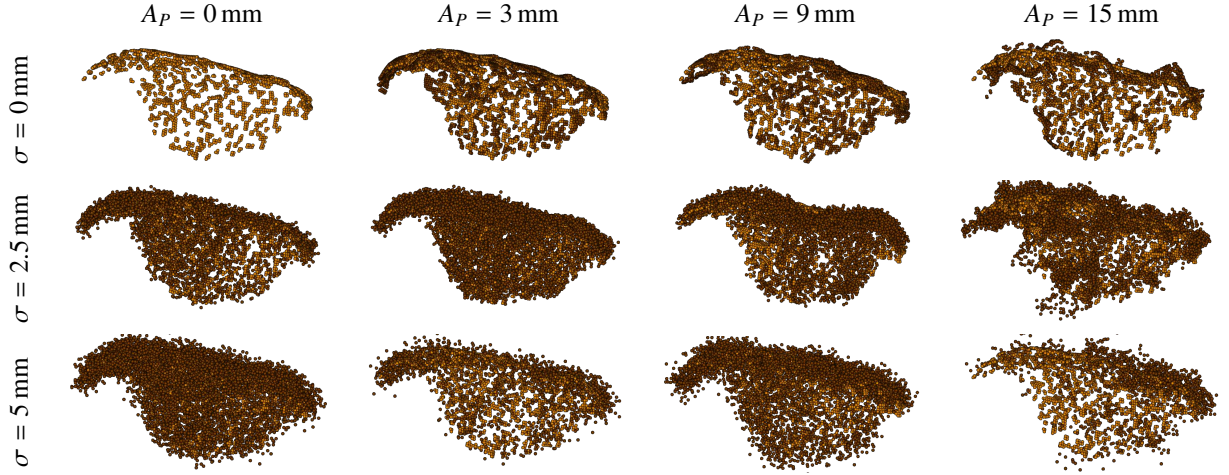 A_P = 0 mm A_P = 3 mm A_P = 9 mm A_P = 15 mm
σ = 0 mm
σ = 2.5 mm
σ = 5 mm